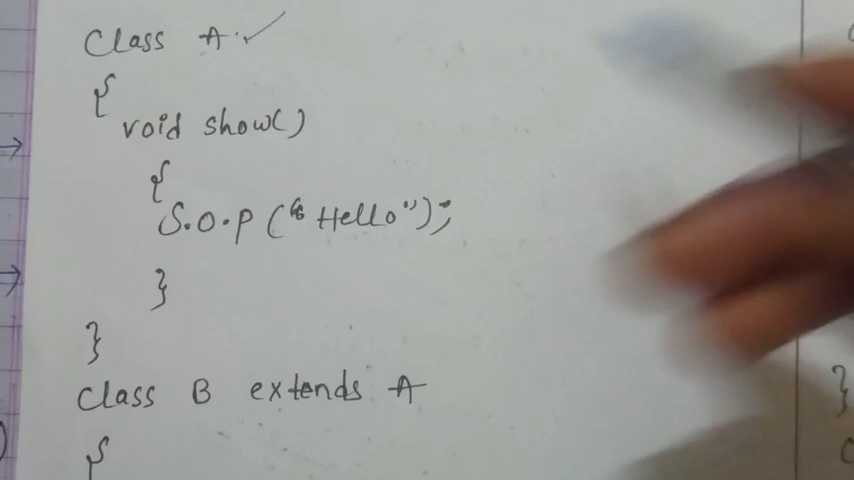 Class A
{
void show()
{
S.O.P ("Hello");
}
}
Class B extends A
{
}